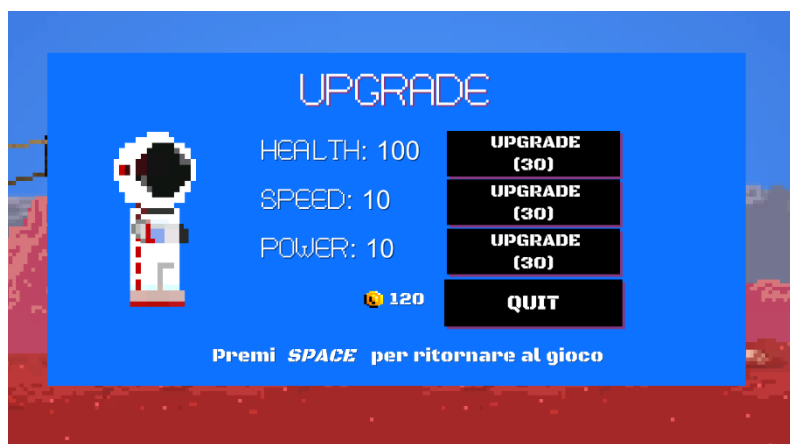 UPGRADE
HEALTH: 100
UPGRADE
(30)
SPEED: 10
UPGRADE
(30)
POWER: 10
UPGRADE
(30)
120
QUIT
Premi SPACE per ritornare al gioco